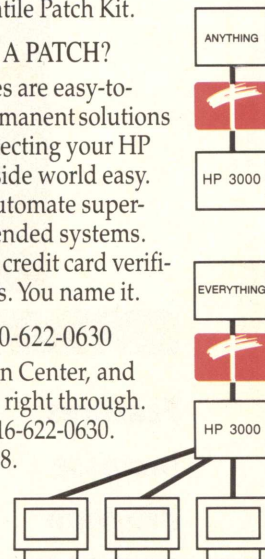 tile Patch Kit.
A PATCH?
es are easy-to-
manent solutions
ecting your HP
side world easy.
utomate super-
ended systems.
credit card verifi-
s. You name it.
0-622-0630
n Center, and
right through.
16-622-0630.
8.
ANYTHING
HP 3000
EVERYTHING
HP 3000